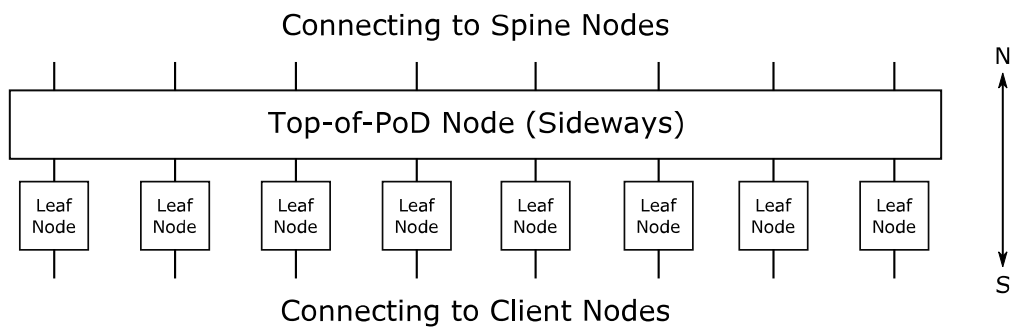 Connecting to Spine Nodes
N
Top-of-PoD Node (Sideways)
Leaf Node
Leaf Node
Leaf Node
Leaf Node
Leaf Node
Leaf Node
Leaf Node
Leaf Node
S
Connecting to Client Nodes